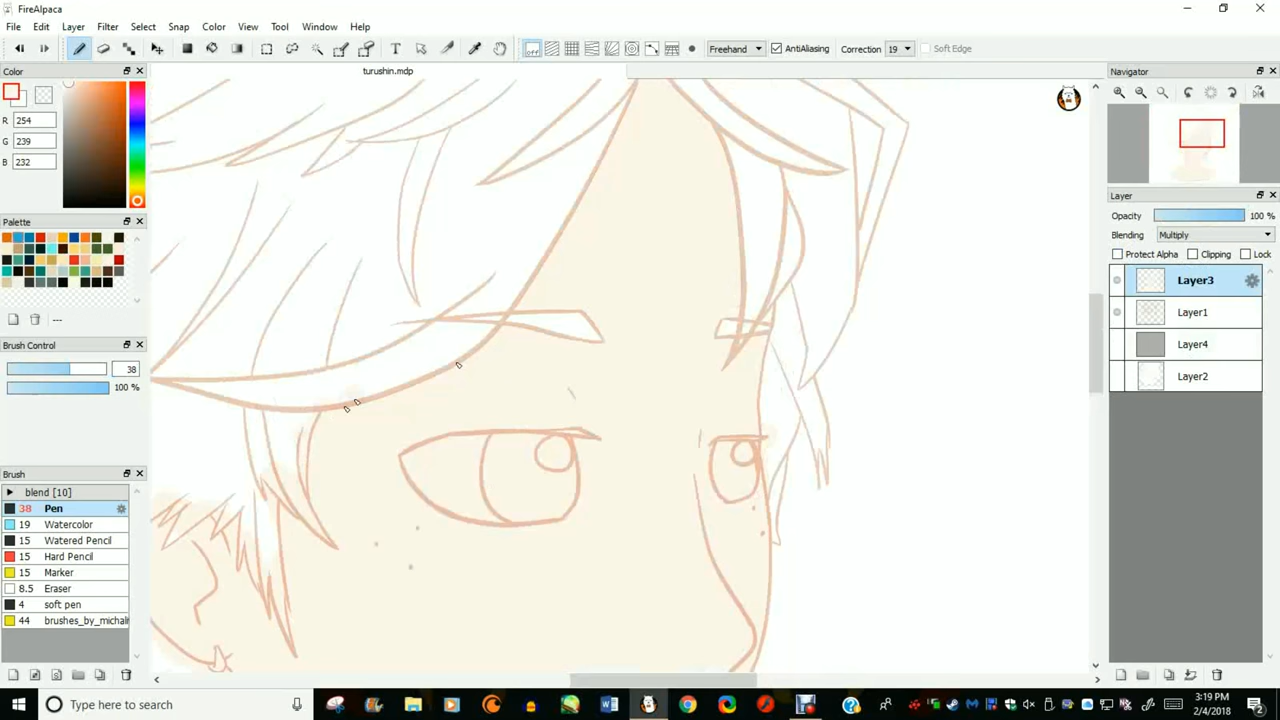 FireAlpaca
File Edit Layer Filter Select Snap Color View Tool Window Help
Freehand AntiAliasing Correction 19 Soft Edge
off
Color
turushin.mdp
Navigator
R 254
G 239
B 232
Palette
Layer
Opacity 100 %
Blending Multiply
Protect Alpha Clipping Lock
Layer3
Layer1
Layer4
Layer2
---
Brush Control
38
100 %
Brush
blend [10]
38 Pen
19 Watercolor
15 Watered Pencil
15 Hard Pencil
15 Marker
8.5 Eraser
4 soft pen
44 brushes_by_michali
Type here to search
3:19 PM
2/4/2018
2